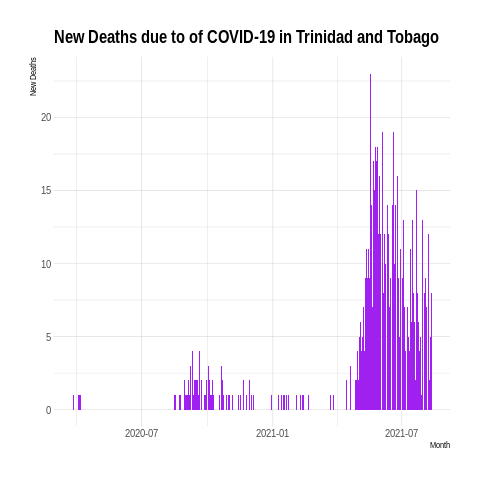 New Deaths due to of COVID-19 in Trinidad and Tobago
New Deaths
20
15
10
5
0
2020-07 2021-01 2021-07
Month